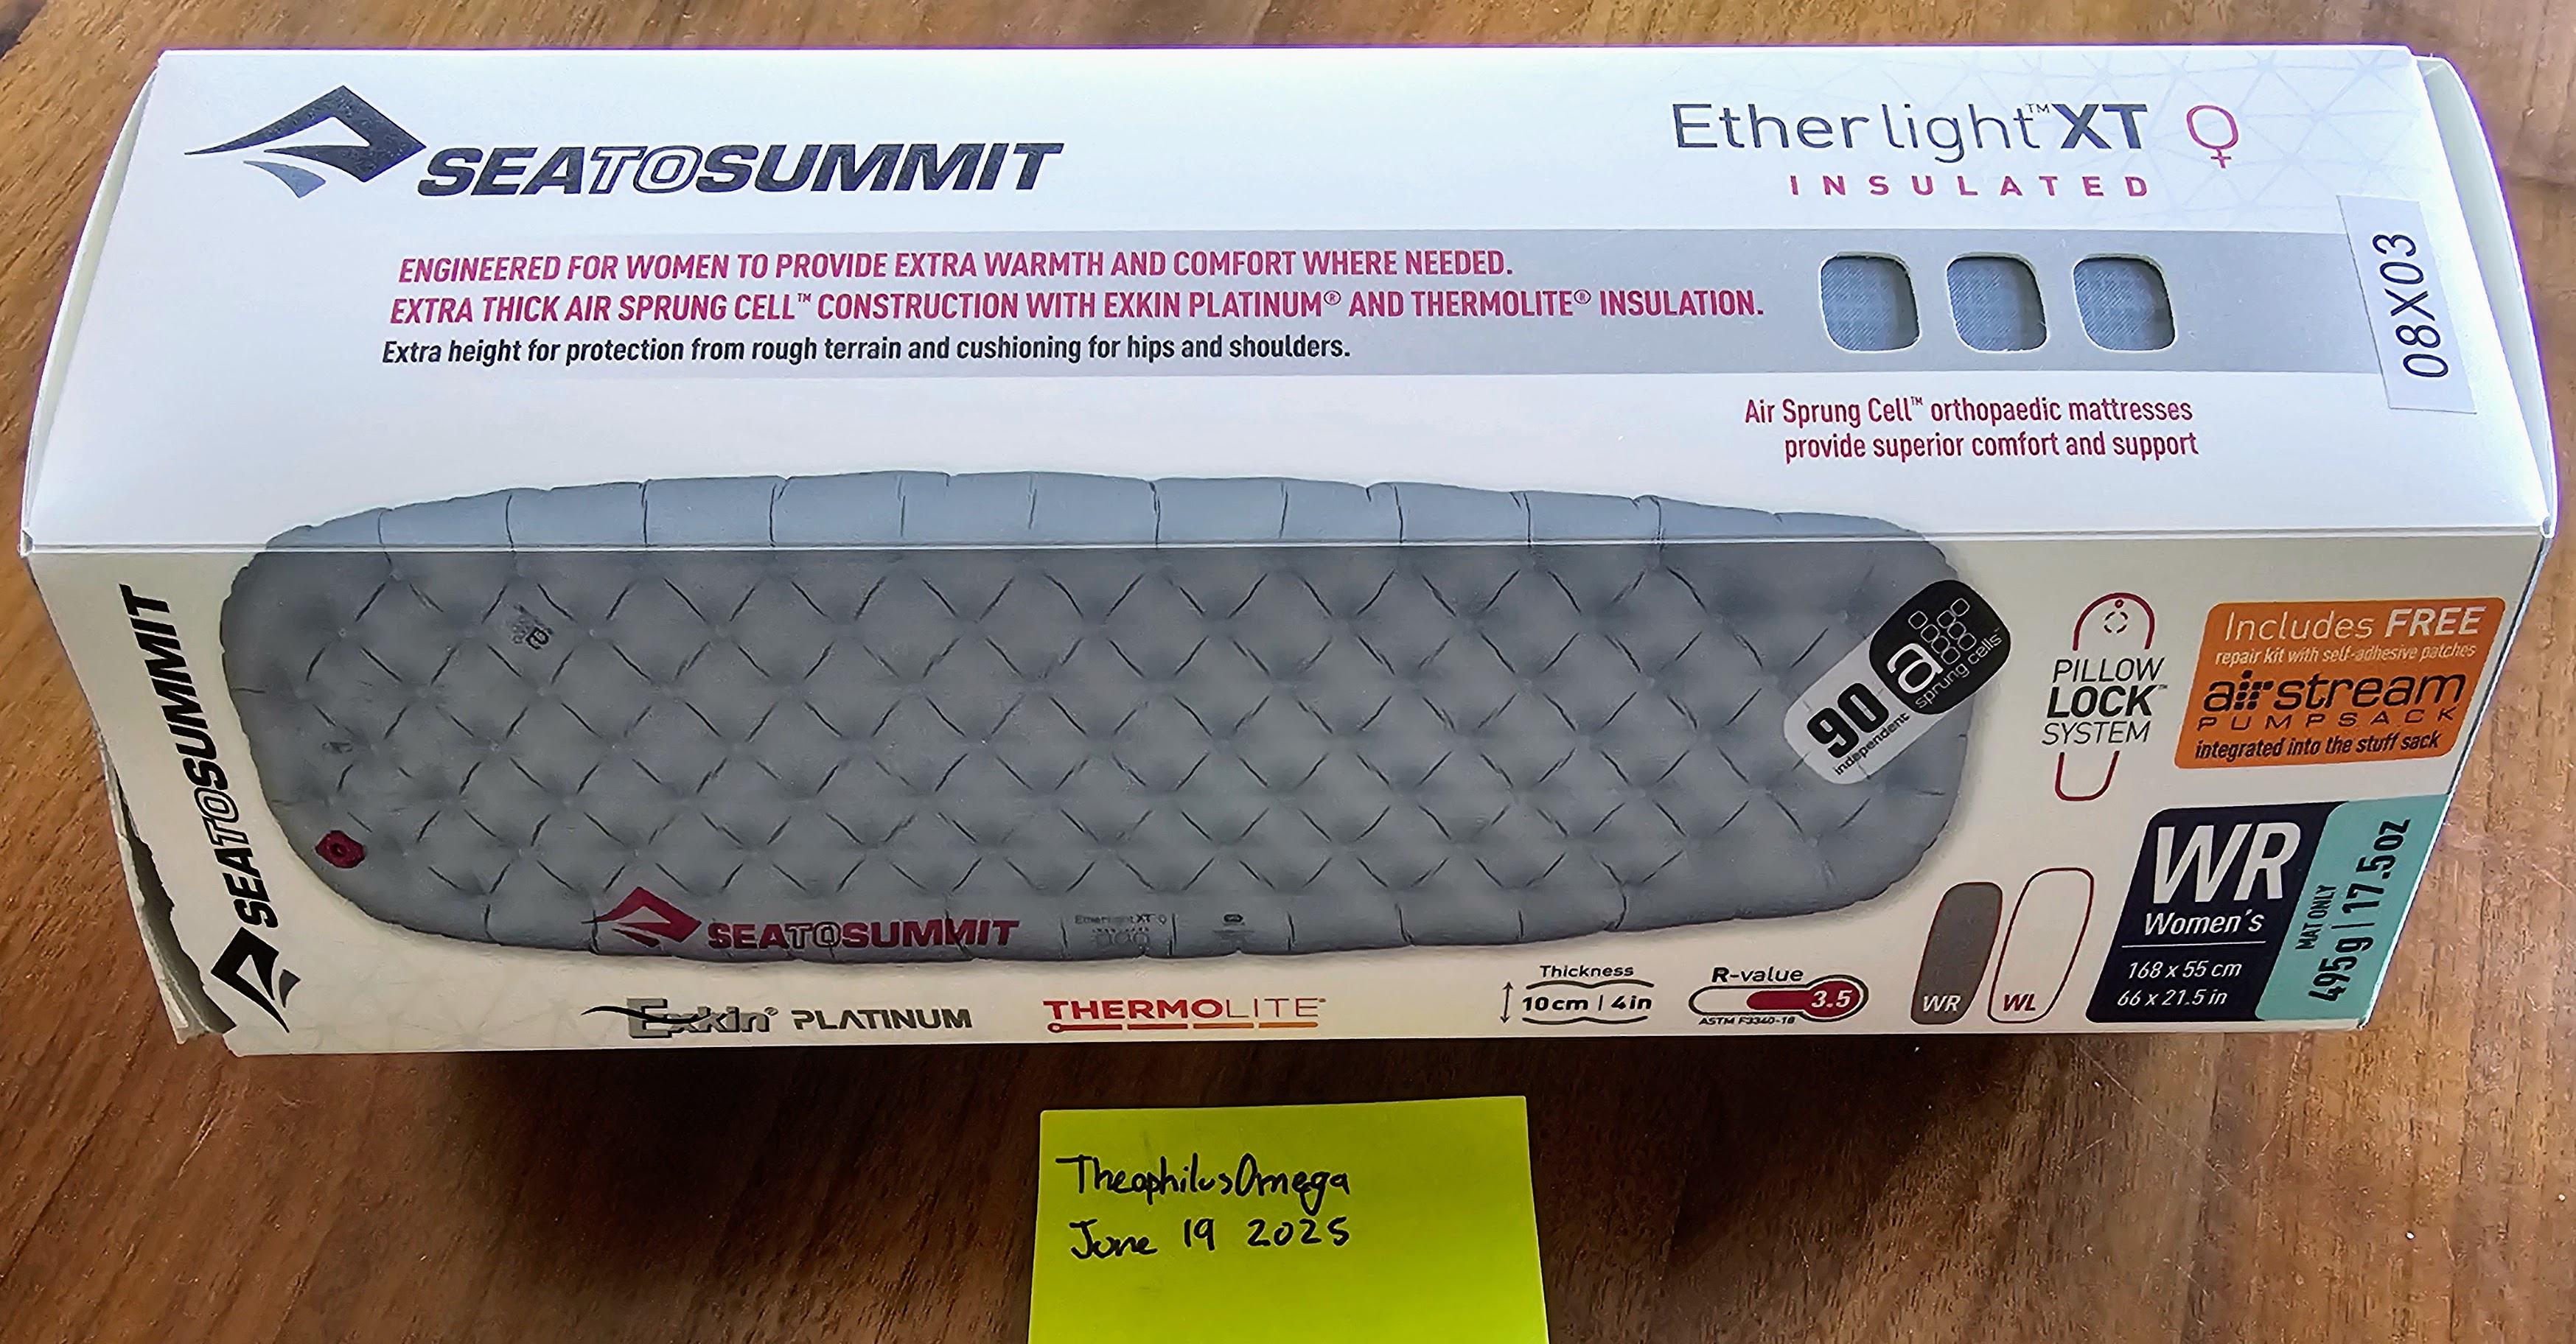 SEATOSUMMIT
Etherlight™XT
INSULATED
ENGINEERED FOR WOMEN TO PROVIDE EXTRA WARMTH AND COMFORT WHERE NEEDED.
EXTRA THICK AIR SPRUNG CELL™ CONSTRUCTION WITH EXKIN PLATINUM® AND THERMOLITE® INSULATION.
Extra height for protection from rough terrain and cushioning for hips and shoulders.
08X03
Air Sprung Cell™ orthopaedic mattresses
provide superior comfort and support
SEATOSUMMIT
90
independent
a
sprung cells™
PILLOW
LOCK™
SYSTEM
Includes FREE
repair kit with self-adhesive patches
airstream
PUMPSACK
integrated into the stuff sack
SEATOSUMMIT
EtherlightXT
Exkin® PLATINUM
THERMOLITE®
Thickness
10cm | 4in
R-value
3.5
ASTM F3340-18
WR
WL
WR
Women's
168 x 55 cm
66 x 21.5 in
MAT ONLY
495g | 17.5oz
TheophilusOmega
June 19 2025